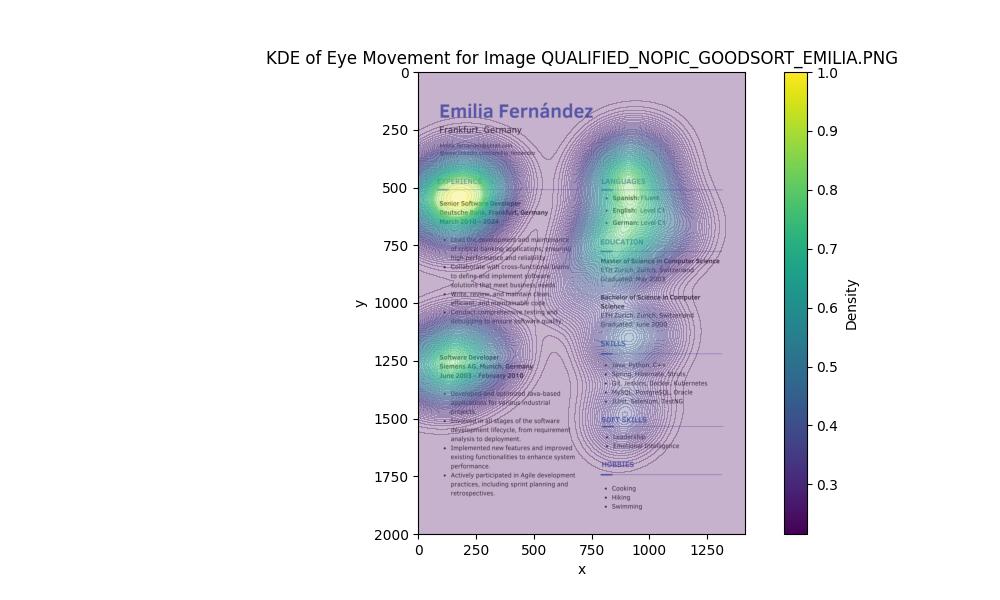 KDE of Eye Movement for Image QUALIFIED_NOPIC_GOODSORT_EMILIA.PNG
0
250
500
750
1000
1250
1500
1750
2000
y
0
250
500
750
1000
1250
x
1.0
0.9
0.8
0.7
0.6
0.5
0.4
0.3
Density
Emilia Fernández
Frankfurt, Germany
EXPERIENCE
Senior Software Developer
Deutsche Bank, Frankfurt, Germany
March 2010 – 2024
• Lead the development and maintenance
of critical banking applications, ensuring
high performance and reliability.
• Collaborate with cross-functional teams
to define and implement software
solutions that meet business needs.
• Write, review, and maintain clean,
efficient, and maintainable code.
• Conduct comprehensive testing and
debugging to ensure software quality.
Software Developer
Siemens AG, Munich, Germany
June 2003 – February 2010
• Developed and optimized Java-based
applications for various industrial
projects.
• Involved in all stages of the software
development lifecycle, from requirement
analysis to deployment.
• Implemented new features and improved
existing functionalities to enhance system
performance.
• Actively participated in Agile development
practices, including sprint planning and
retrospectives.
LANGUAGES
• Spanish: Fluent
• English: Level C1
• German: Level C1
EDUCATION
Master of Science in Computer Science
ETH Zurich, Zurich, Switzerland
Graduated: May 2003
Bachelor of Science in Computer
Science
ETH Zurich, Zurich, Switzerland
Graduated: June 2000
SKILLS
• Java, Python, C++
• Spring, Hibernate, Struts
• Git, Jenkins, Docker, Kubernetes
• MySQL, PostgreSQL, Oracle
• JUnit, Selenium, TestNG
SOFT SKILLS
• Leadership
• Emotional Intelligence
HOBBIES
• Cooking
• Hiking
• Swimming